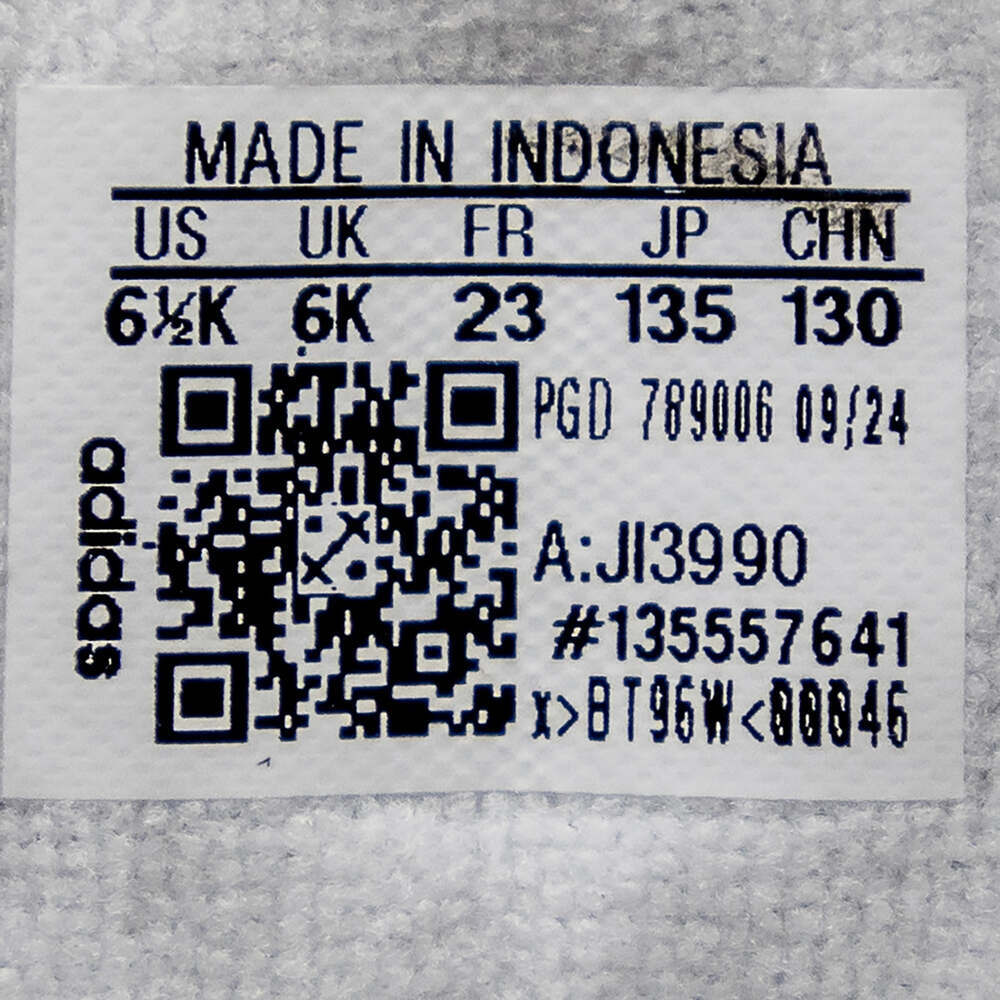 MADE IN INDONESIA
US UK FR JP CHN
6½K 6K 23 135 130
PGD 789006 09/24
adidas
A:JI3990
#135557641
x>BT96W<00046